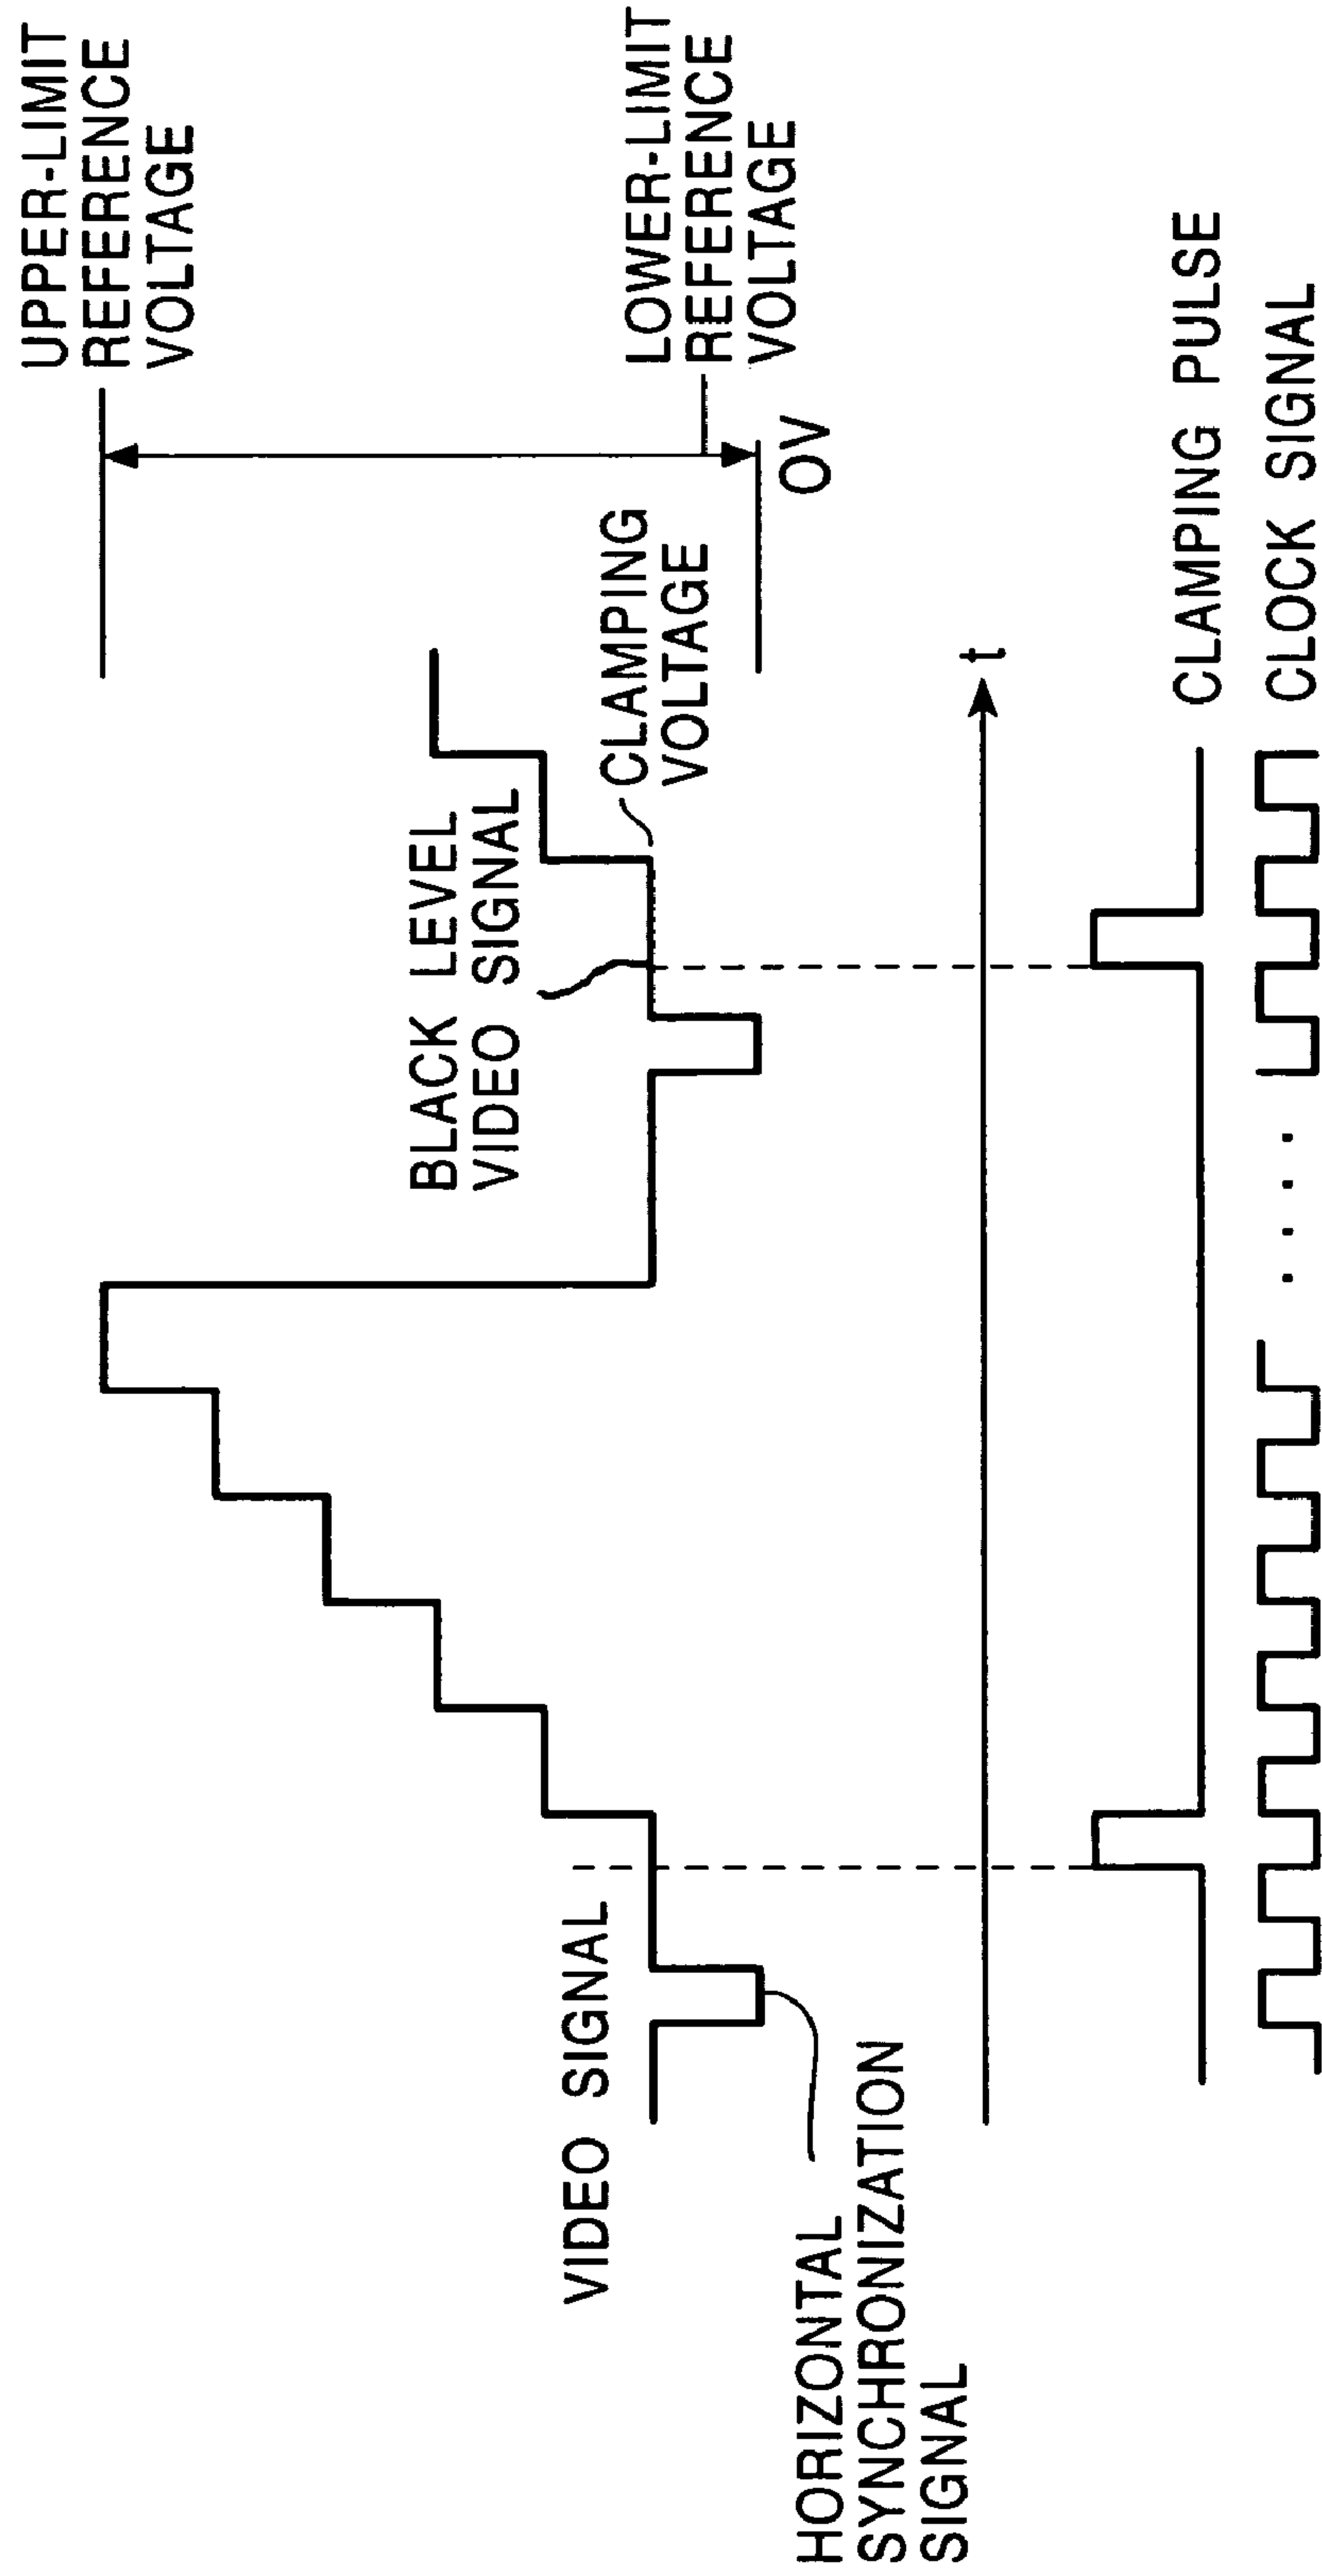 UPPER-LIMIT
REFERENCE
VOLTAGE
LOWER-LIMIT
REFERENCE
VOLTAGE
0V
CLAMPING
VOLTAGE
BLACK LEVEL
VIDEO SIGNAL
VIDEO SIGNAL
HORIZONTAL
SYNCHRONIZATION
SIGNAL
t
CLAMPING PULSE
CLOCK SIGNAL